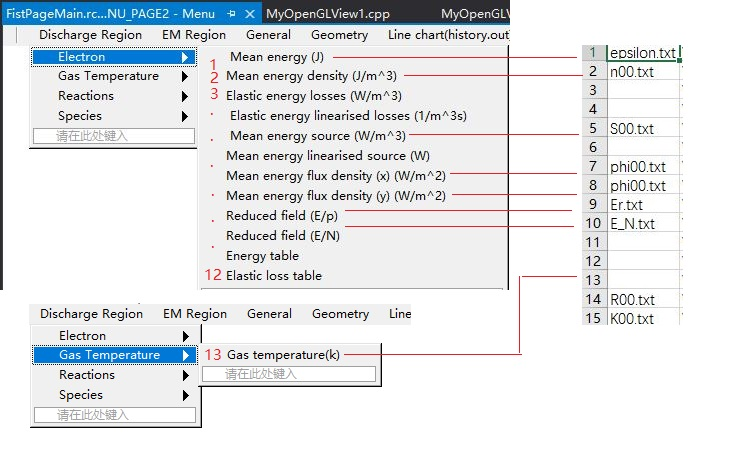 FistPageMain.rc...NU_PAGE2 - Menu MyOpenGLView1.cpp MyOpenGLV
Discharge Region EM Region General Geometry Line chart(history.out
Electron
Gas Temperature
Reactions
Species
请在此处键入
1 Mean energy (J)
2 Mean energy density (J/m^3)
3 Elastic energy losses (W/m^3)
Elastic energy linearised losses (1/m^3s)
Mean energy source (W/m^3)
Mean energy linearised source (W)
Mean energy flux density (x) (W/m^2)
Mean energy flux density (y) (W/m^2)
Reduced field (E/p)
Reduced field (E/N)
Energy table
12 Elastic loss table
1 epsilon.txt
2 n00.txt
3
4
5 S00.txt
6
7 phi00.txt
8 phi00.txt
9 Er.txt
10 E_N.txt
11
12
13
14 R00.txt
15 K00.txt
Discharge Region EM Region General Geometry Line
Electron
Gas Temperature
Reactions
Species
请在此处键入
13 Gas temperature(k)
请在此处键入